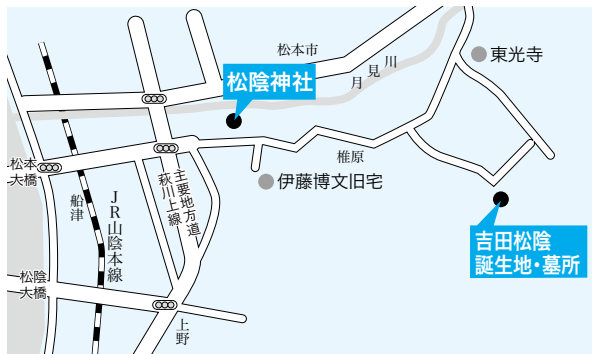 松本市
月見川
東光寺
松陰神社
椎原
松本
大橋
伊藤博文旧宅
主要地方道
萩川上線
船津
JR山陰本線
吉田松陰
誕生地・墓所
松陰
大橋
上野